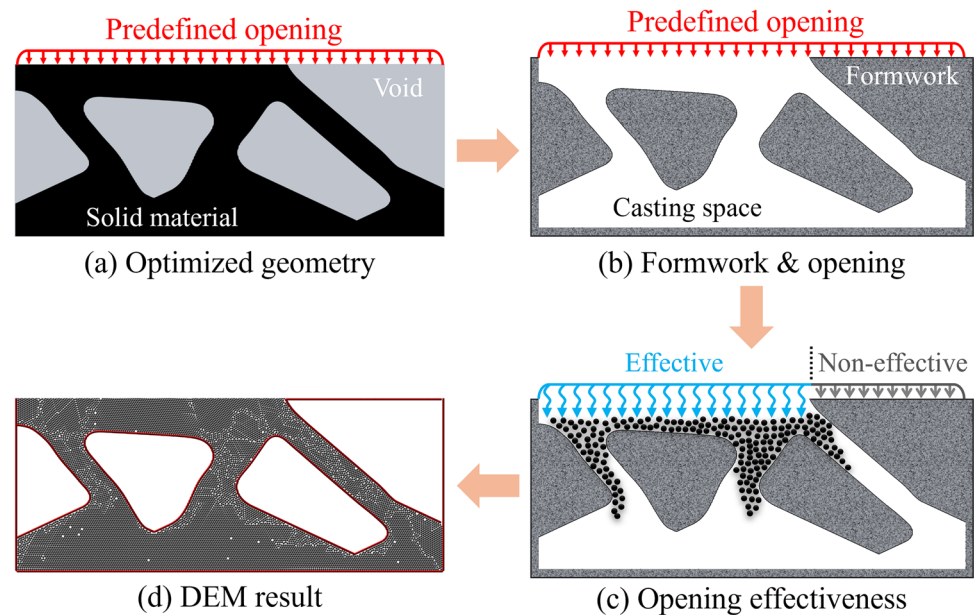 Predefined opening
Void
Solid material
(a) Optimized geometry
Predefined opening
Formwork
Casting space
(b) Formwork & opening
Effective
Non-effective
(c) Opening effectiveness
(d) DEM result